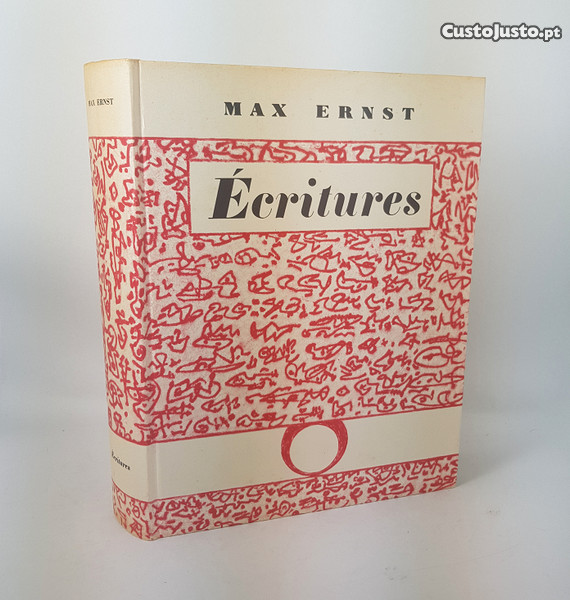 CustoJusto.pt
MAX ERNST
MAX ERNST
Écritures
Écritures